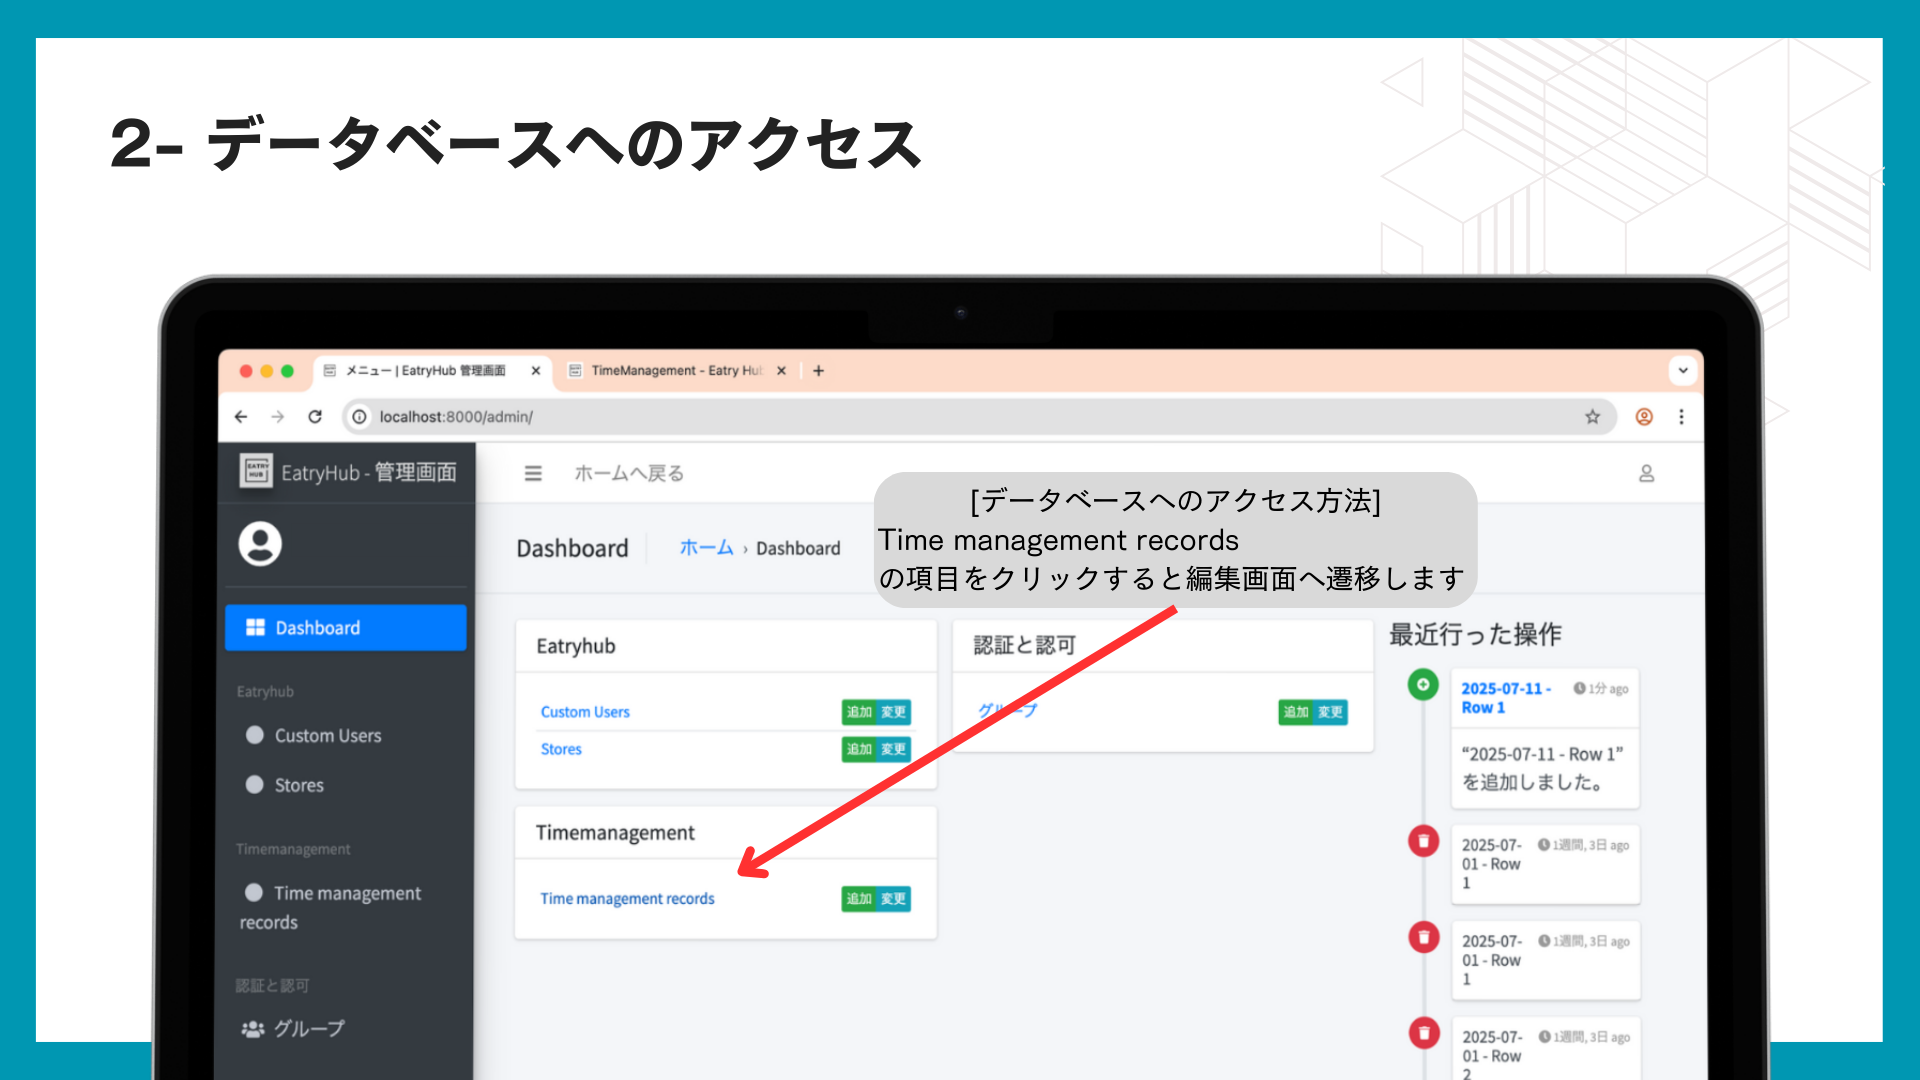 2- データベースへのアクセス
メニュー | EatryHub 管理画面
TimeManagement - Eatry Hu
localhost:8000/admin/
EATRY
HUB
EatryHub - 管理画面
ホームへ戻る
[データベースへのアクセス方法]
Time management records
の項目をクリックすると編集画面へ遷移します
Dashboard
ホーム › Dashboard
Dashboard
Eatryhub
Custom Users
Stores
Timemanagement
Time management
records
認証と認可
グループ
Eatryhub
Custom Users 追加 変更
Stores 追加 変更
Timemanagement
Time management records 追加 変更
認証と認可
グループ 追加 変更
最近行った操作
2025-07-11 - 1分 ago
Row 1
“2025-07-11 - Row 1”
を追加しました。
2025-07- 1週間, 3日 ago
01 - Row
1
2025-07- 1週間, 3日 ago
01 - Row
1
2025-07- 1週間, 3日 ago
01 - Row
2